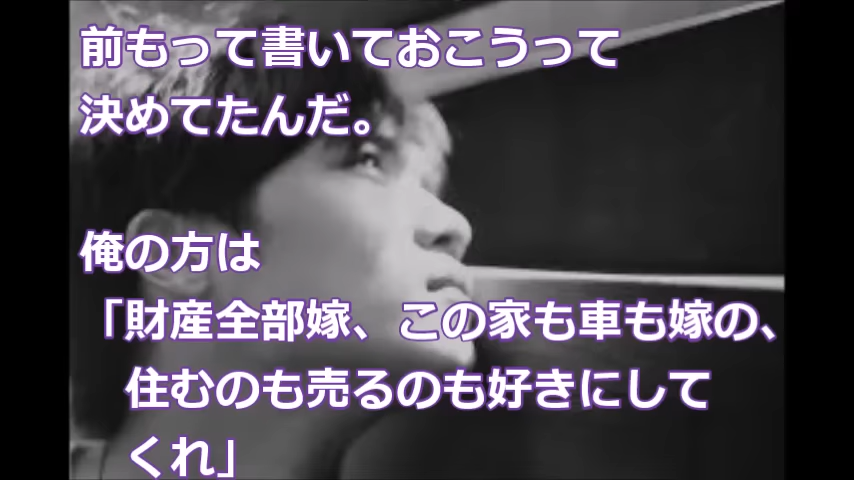 前もって書いておこうって
決めてたんだ。
俺の方は
「財産全部嫁、この家も車も嫁の、
住むのも売るのも好きにして
くれ」